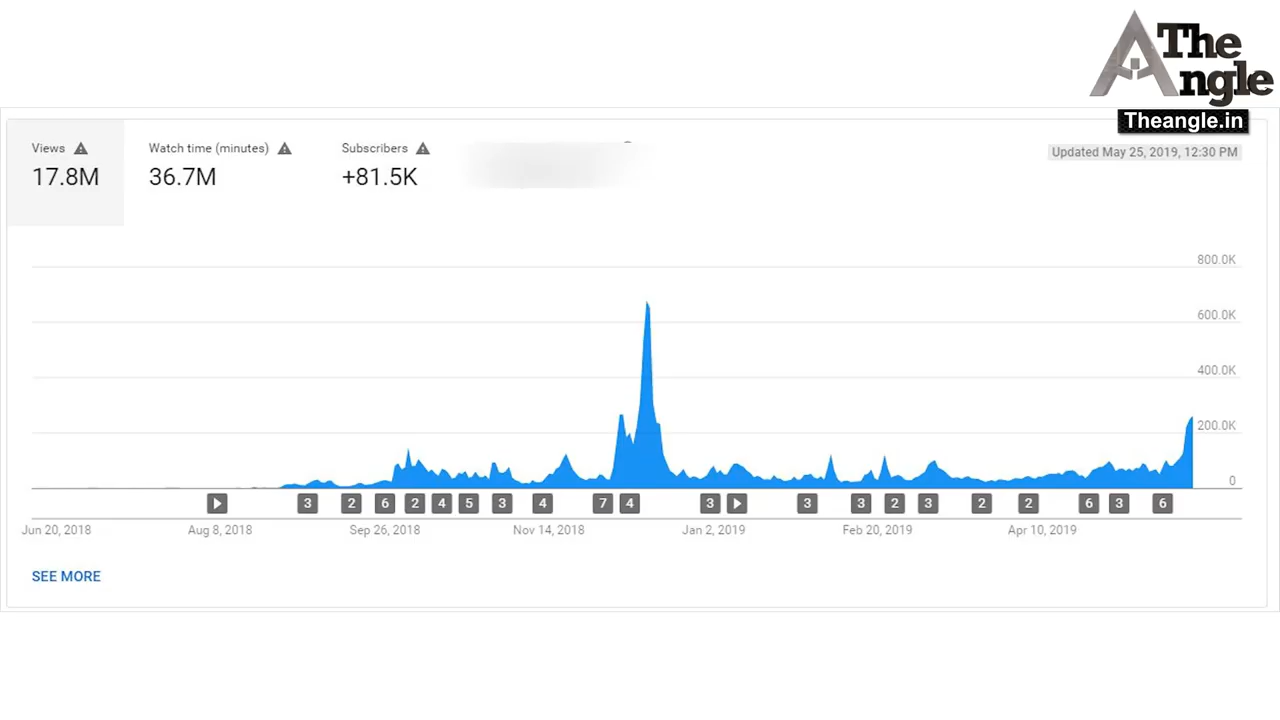 The
Angle
Theangle.in
Views
17.8M
Watch time (minutes)
36.7M
Subscribers
+81.5K
Updated May 25, 2019, 12:30 PM
800.0K
600.0K
400.0K
200.0K
0
3 2 6 2 4 5 3 4 7 4 3 3 3 2 3 2 2 6 3 6
Jun 20, 2018 Aug 8, 2018 Sep 26, 2018 Nov 14, 2018 Jan 2, 2019 Feb 20, 2019 Apr 10, 2019
SEE MORE